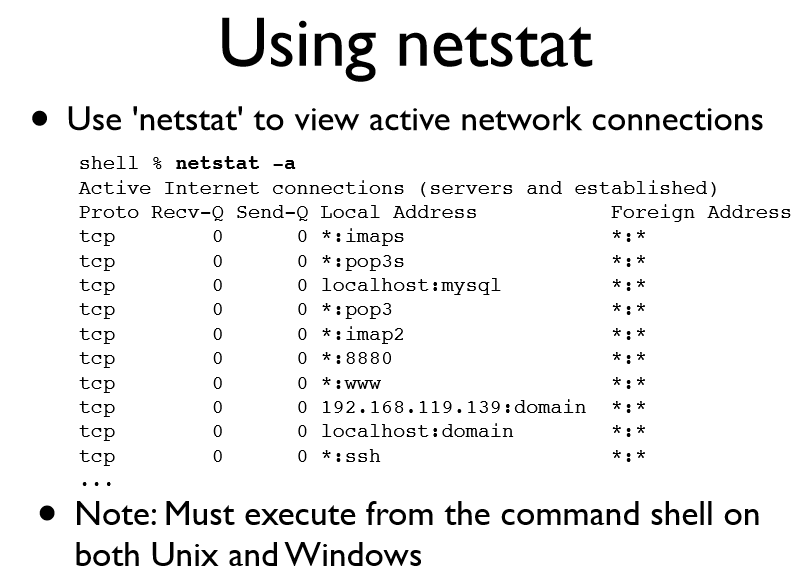 Using netstat
• Use 'netstat' to view active network connections
shell % netstat -a
Active Internet connections (servers and established)
Proto Recv-Q Send-Q Local Address           Foreign Address
tcp        0      0 *:imaps                 *:*
tcp        0      0 *:pop3s                 *:*
tcp        0      0 localhost:mysql         *:*
tcp        0      0 *:pop3                  *:*
tcp        0      0 *:imap2                 *:*
tcp        0      0 *:8880                  *:*
tcp        0      0 *:www                   *:*
tcp        0      0 192.168.119.139:domain  *:*
tcp        0      0 localhost:domain        *:*
tcp        0      0 *:ssh                   *:*
...
• Note: Must execute from the command shell on
both Unix and Windows